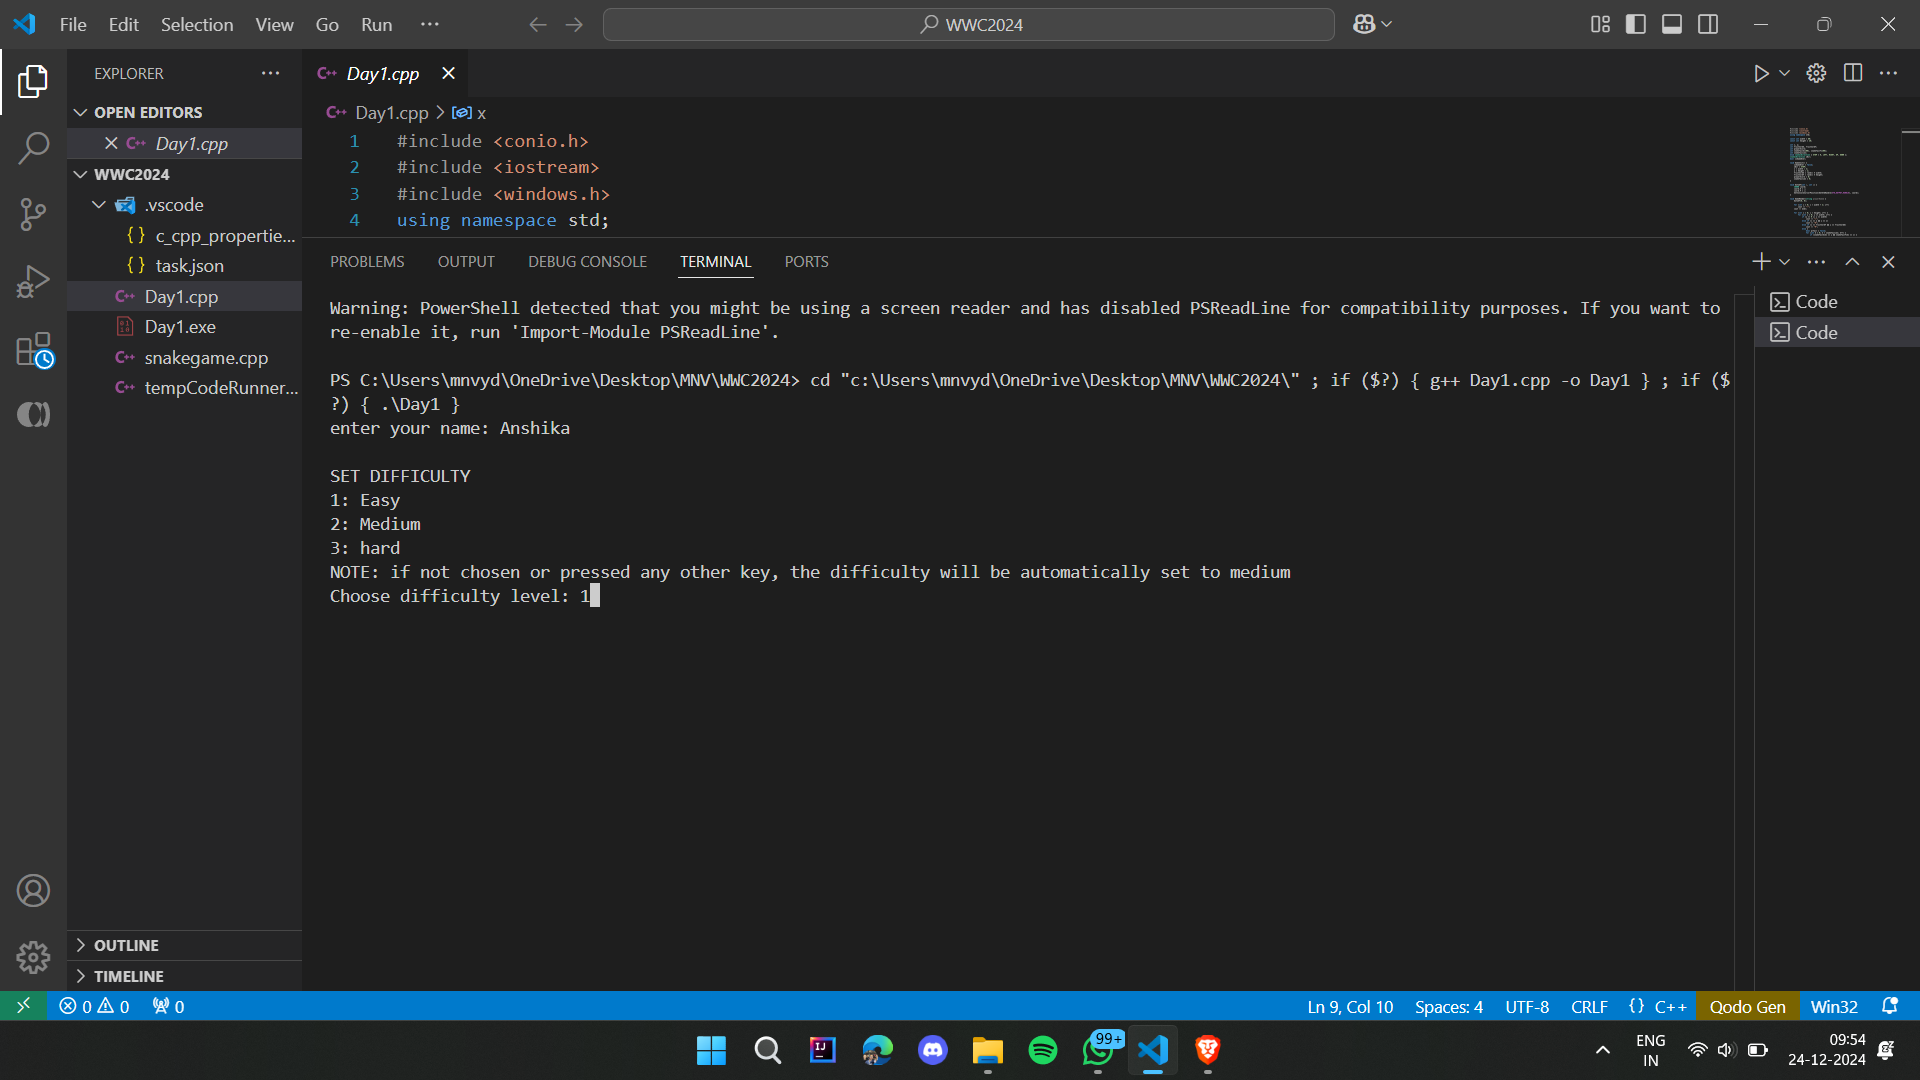 File Edit Selection View Go Run ···
WWC2024
EXPLORER
OPEN EDITORS
Day1.cpp
WWC2024
.vscode
c_cpp_propertie...
task.json
Day1.cpp
Day1.exe
snakegame.cpp
tempCodeRunner...
OUTLINE
TIMELINE
Day1.cpp
Day1.cpp > x
1 #include <conio.h>
2 #include <iostream>
3 #include <windows.h>
4 using namespace std;
PROBLEMS OUTPUT DEBUG CONSOLE TERMINAL PORTS
Warning: PowerShell detected that you might be using a screen reader and has disabled PSReadLine for compatibility purposes. If you want to
re-enable it, run 'Import-Module PSReadLine'.
PS C:\Users\mnvyd\OneDrive\Desktop\MNV\WWC2024> cd "c:\Users\mnvyd\OneDrive\Desktop\MNV\WWC2024\" ; if ($?) { g++ Day1.cpp -o Day1 } ; if ($
?) { .\Day1 }
enter your name: Anshika
SET DIFFICULTY
1: Easy
2: Medium
3: hard
NOTE: if not chosen or pressed any other key, the difficulty will be automatically set to medium
Choose difficulty level: 1
Code
Code
0 0 0
Ln 9, Col 10 Spaces: 4 UTF-8 CRLF {} C++ Qodo Gen Win32
99+
ENG
IN
09:54
24-12-2024